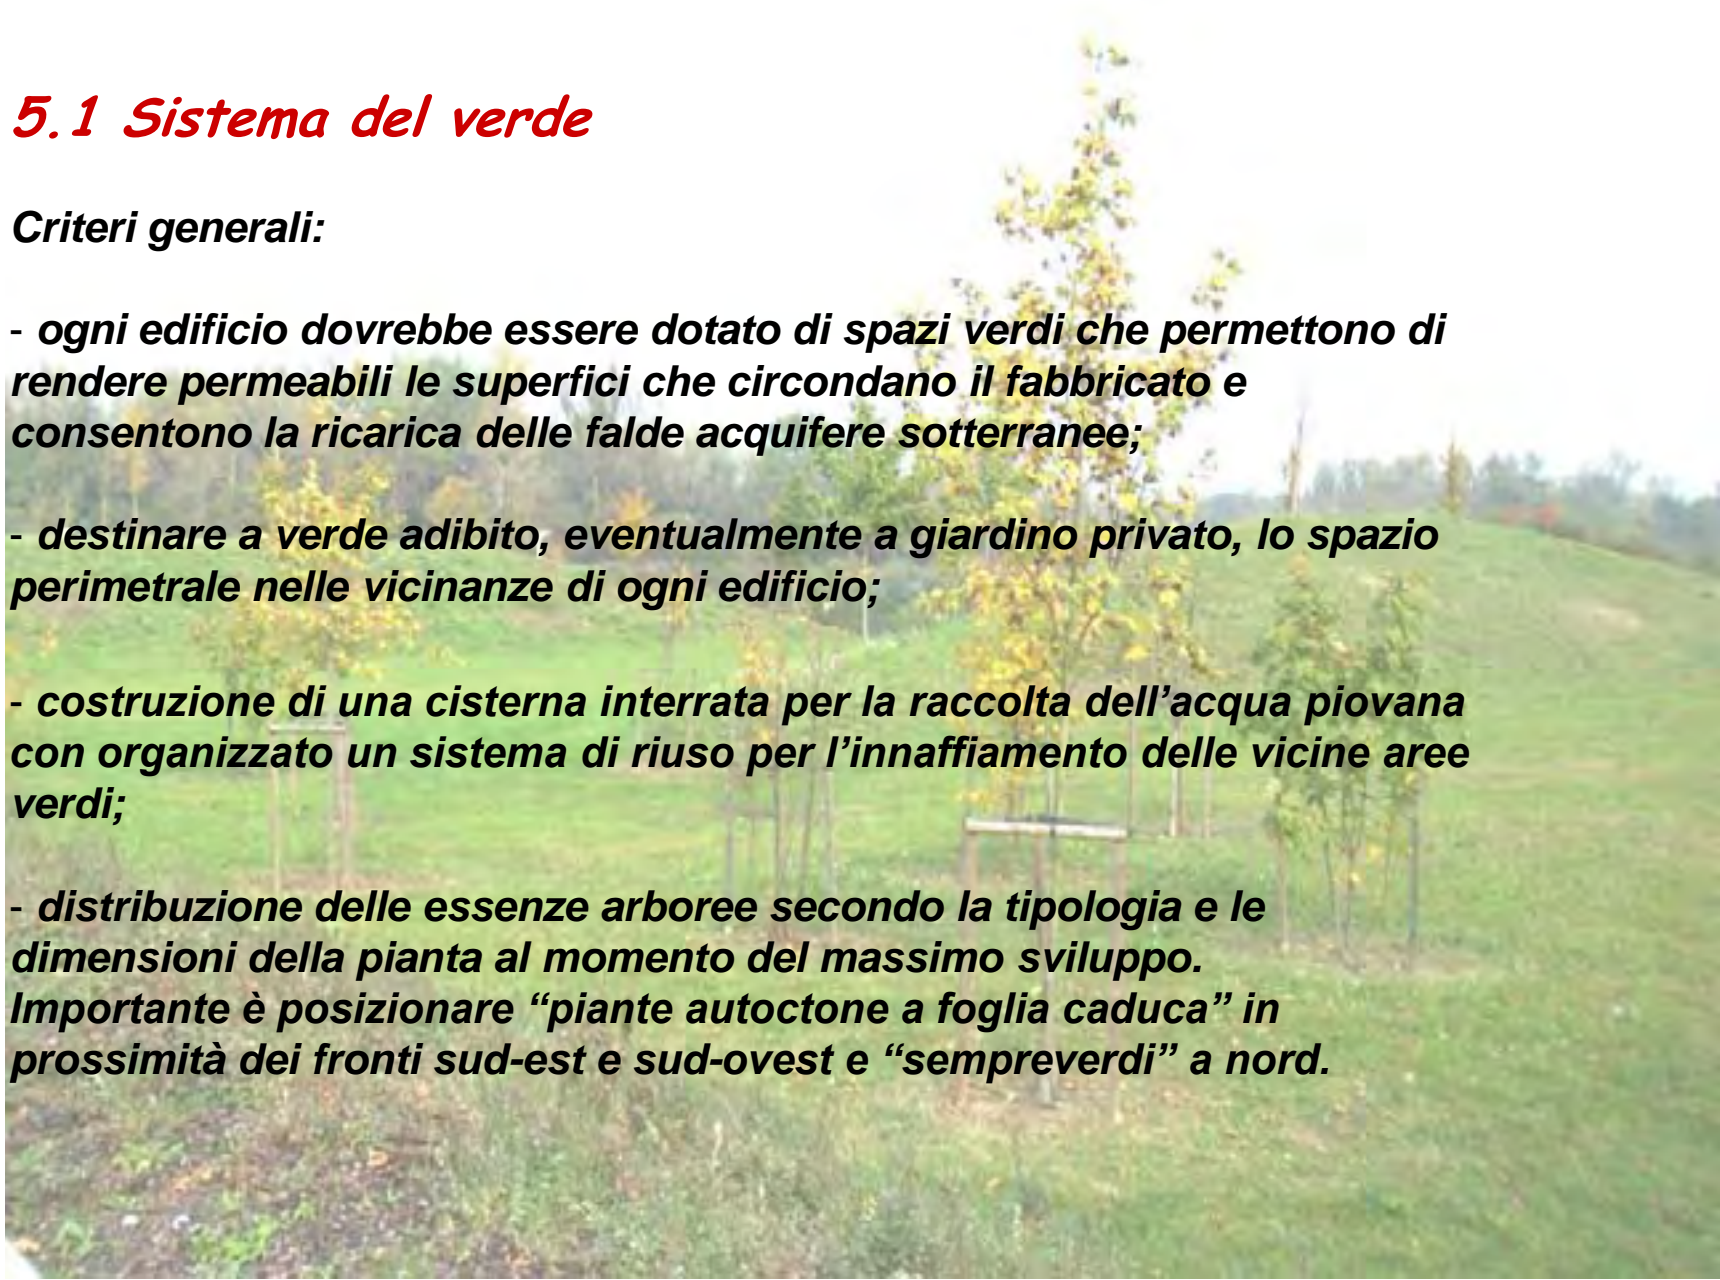 5.1 Sistema del verde
Criteri generali:
- ogni edificio dovrebbe essere dotato di spazi verdi che permettono di
rendere permeabili le superfici che circondano il fabbricato e
consentono la ricarica delle falde acquifere sotterranee;
- destinare a verde adibito, eventualmente a giardino privato, lo spazio
perimetrale nelle vicinanze di ogni edificio;
- costruzione di una cisterna interrata per la raccolta dell’acqua piovana
con organizzato un sistema di riuso per l’innaffiamento delle vicine aree
verdi;
- distribuzione delle essenze arboree secondo la tipologia e le
dimensioni della pianta al momento del massimo sviluppo.
Importante è posizionare “piante autoctone a foglia caduca” in
prossimità dei fronti sud-est e sud-ovest e “sempreverdi” a nord.